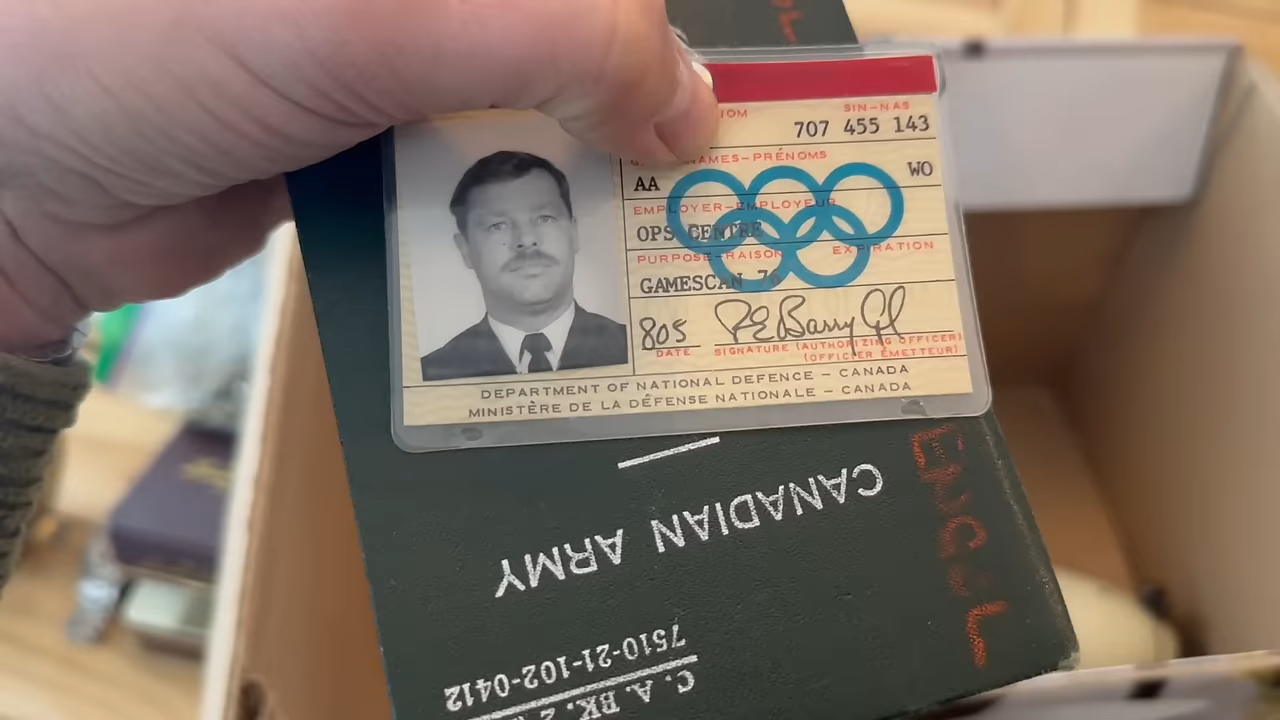 SIN-NAS
707 455 143
NAMES-PRÉNOMS
AA WO
EMPLOYER-EMPLOYEUR
OPS CENTRE
PURPOSE-RAISON EXPIRATION
GAMESCAN
805 P E Barry
DATE SIGNATURE (AUTHORIZING OFFICER)
(OFFICIER ÉMETTEUR)
DEPARTMENT OF NATIONAL DEFENCE – CANADA
MINISTÈRE DE LA DÉFENSE NATIONALE – CANADA
CANADIAN ARMY
7510-21-102-0412
C. A. BK.